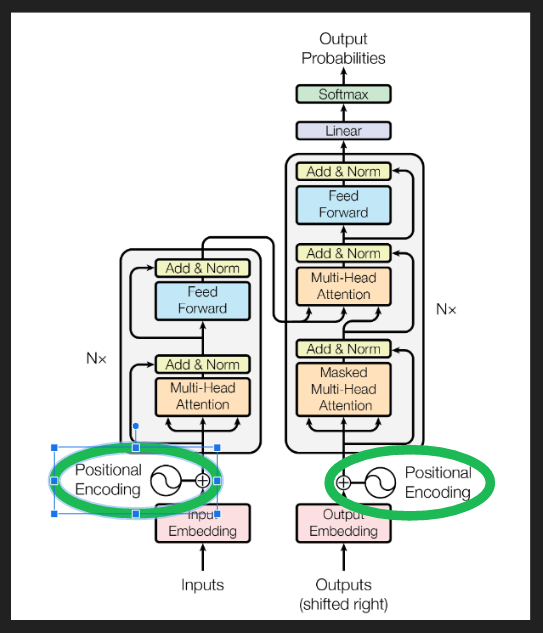 Output
Probabilities
Softmax
Linear
Add & Norm
Feed
Forward
Add & Norm
Multi-Head
Attention
Add & Norm
Masked
Multi-Head
Attention
Nx
Positional
Encoding
Output
Embedding
Outputs
(shifted right)
Add & Norm
Feed
Forward
Add & Norm
Multi-Head
Attention
Nx
Positional
Encoding
Input
Embedding
Inputs